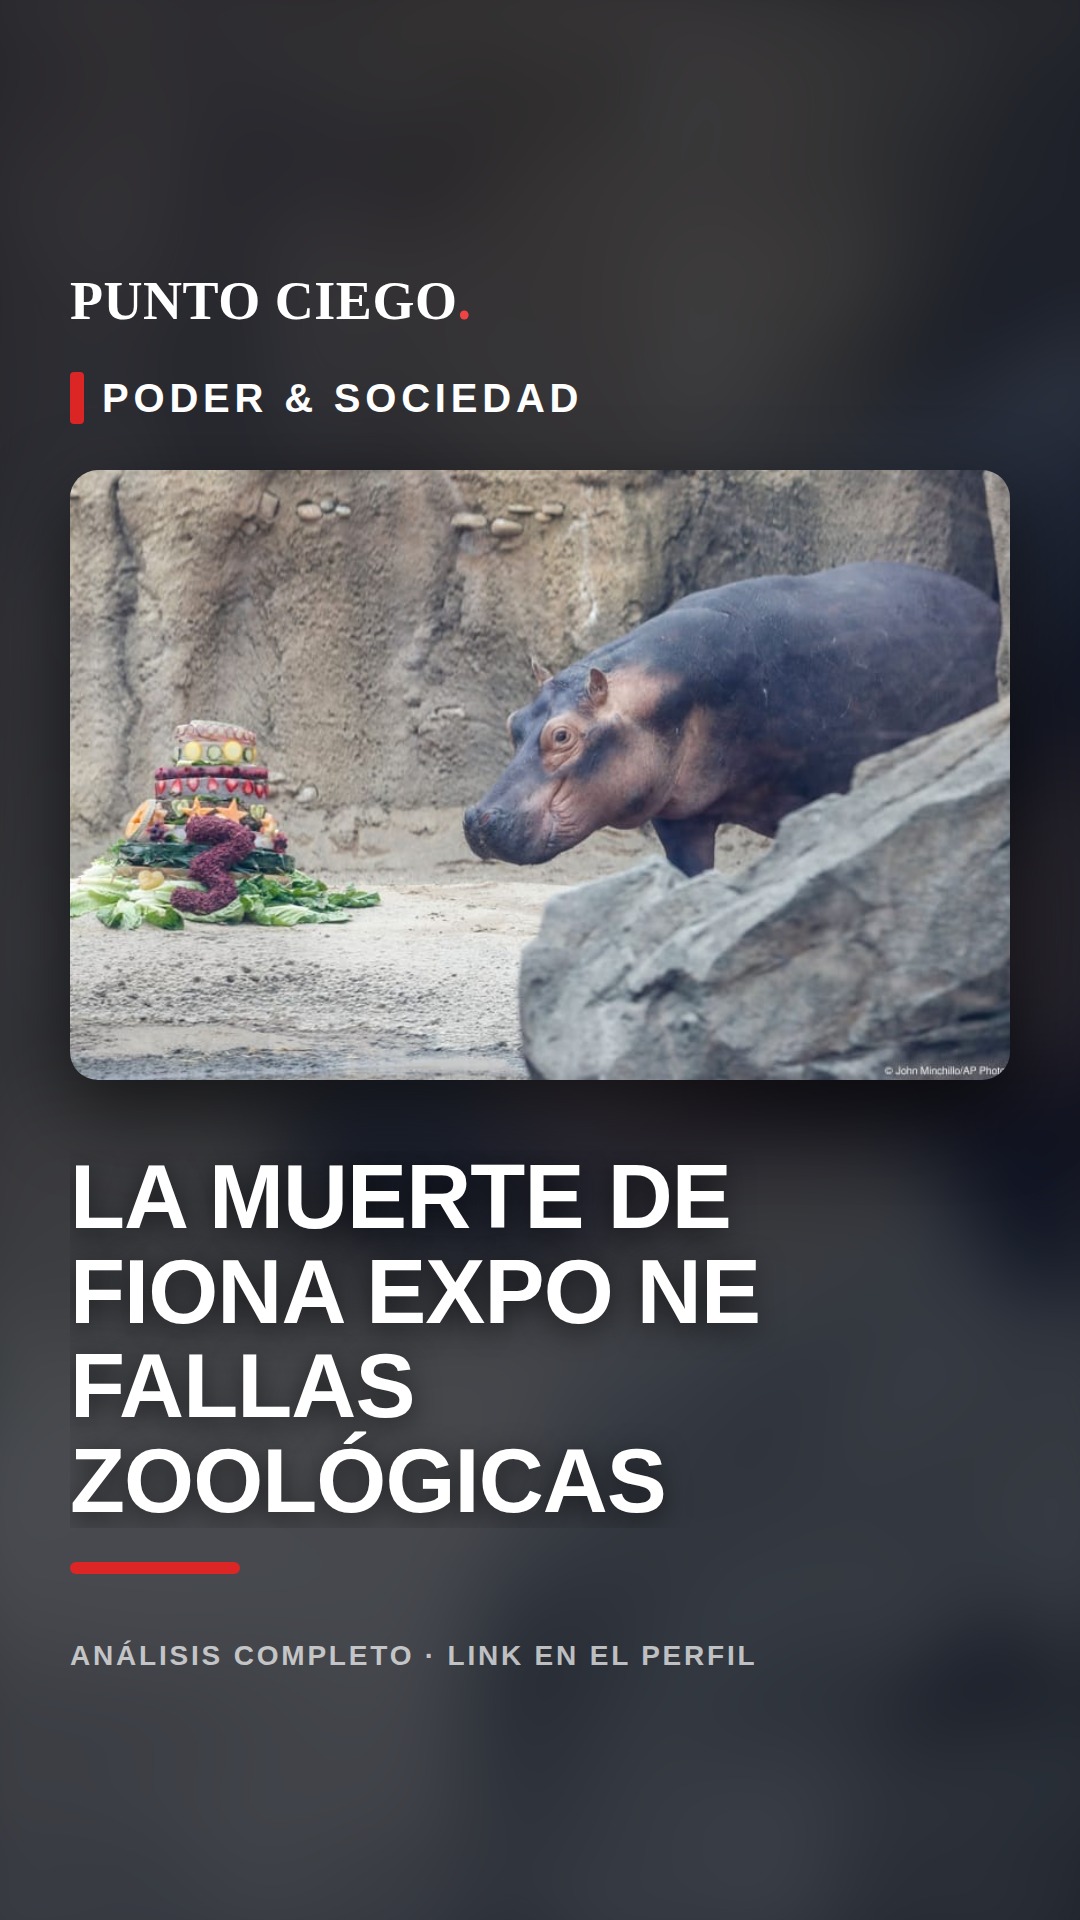 PUNTO CIEGO.
PODER & SOCIEDAD
3
© John Minchillo/AP Photo
LA MUERTE DE
FIONA EXPO NE
FALLAS
ZOOLÓGICAS
ANÁLISIS COMPLETO · LINK EN EL PERFIL